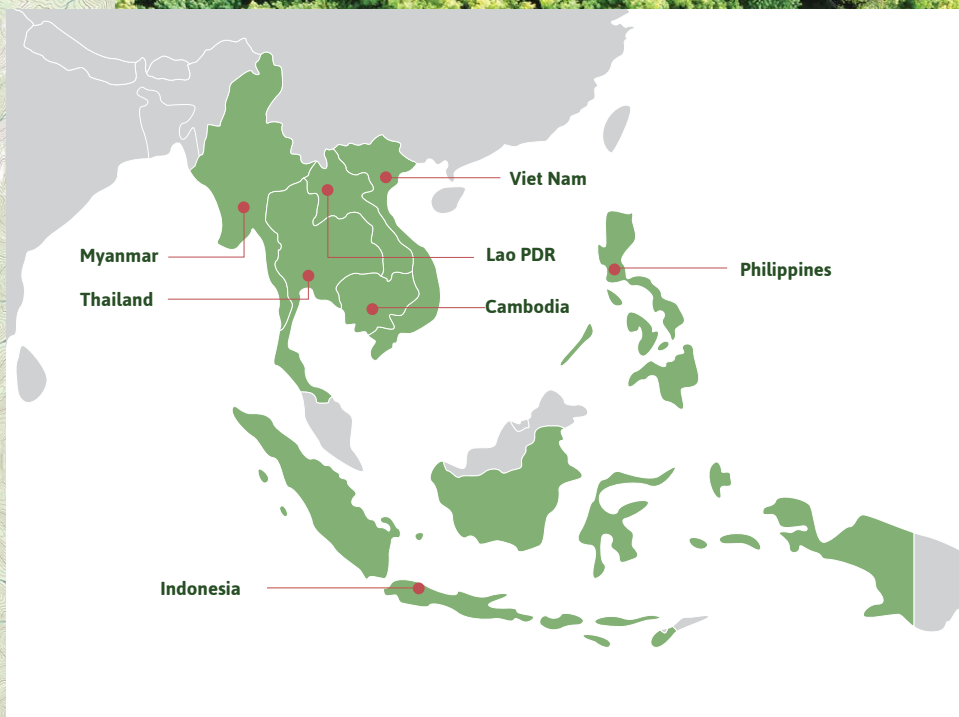 Viet Nam
Myanmar
Lao PDR
Philippines
Thailand
Cambodia
Indonesia